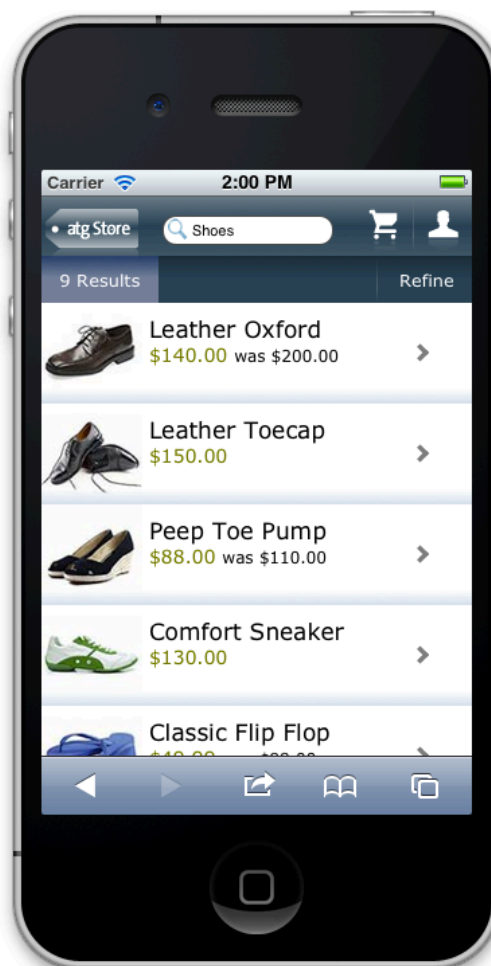 Carrier 2:00 PM
• atg Store Shoes
9 Results Refine
Leather Oxford
$140.00 was $200.00
Leather Toecap
$150.00
Peep Toe Pump
$88.00 was $110.00
Comfort Sneaker
$130.00
Classic Flip Flop